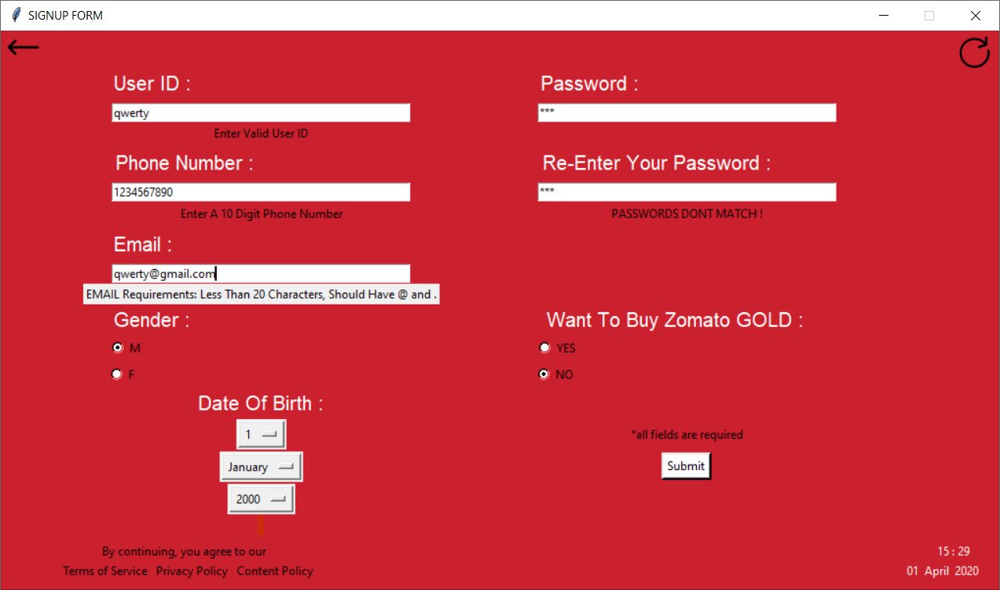 SIGNUP FORM
User ID :
qwerty
Enter Valid User ID
Password :
***
Phone Number :
1234567890
Enter A 10 Digit Phone Number
Re-Enter Your Password :
***
PASSWORDS DONT MATCH !
Email :
qwerty@gmail.com
EMAIL Requirements: Less Than 20 Characters, Should Have @ and .
Gender :
M
F
Want To Buy Zomato GOLD :
YES
NO
Date Of Birth :
1
January
2000
*all fields are required
Submit
By continuing, you agree to our
Terms of Service Privacy Policy Content Policy
15 : 29
01 April 2020